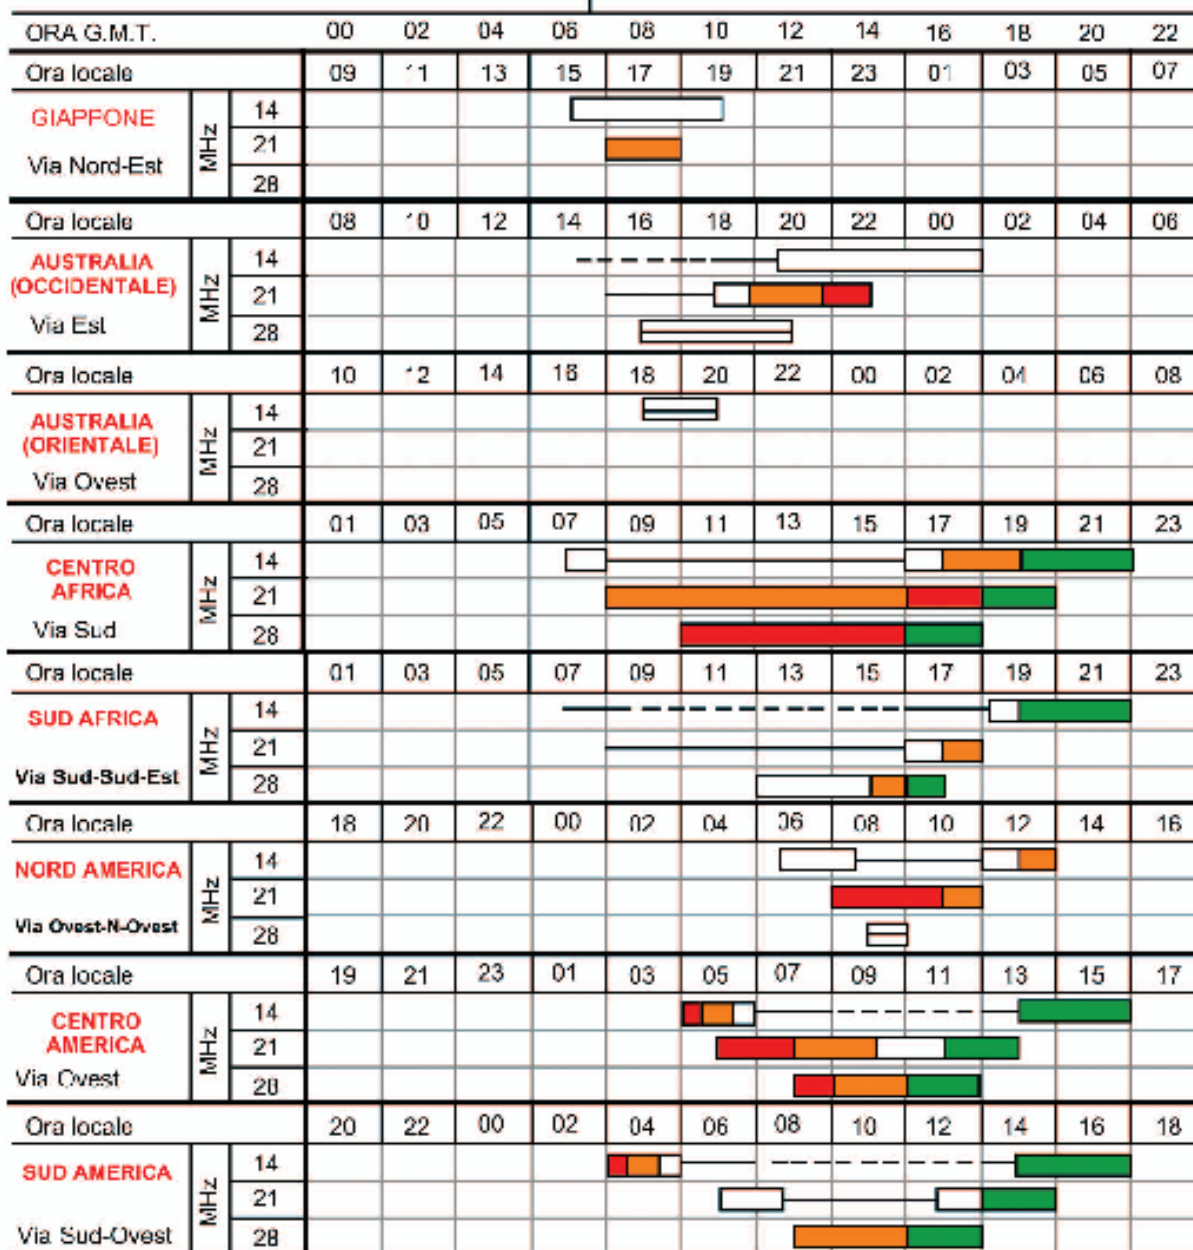 ORA G.M.T. 00 02 04 06 08 10 12 14 16 18 20 22
Ora locale 09 11 13 15 17 19 21 23 01 03 05 07
GIAPPONE
Via Nord-Est
MHz
14
21
28
Ora locale 08 10 12 14 16 18 20 22 00 02 04 06
AUSTRALIA
(OCCIDENTALE)
Via Est
MHz
14
21
28
Ora locale 10 12 14 16 18 20 22 00 02 04 06 08
AUSTRALIA
(ORIENTALE)
Via Ovest
MHz
14
21
28
Ora locale 01 03 05 07 09 11 13 15 17 19 21 23
CENTRO
AFRICA
Via Sud
MHz
14
21
28
Ora locale 01 03 05 07 09 11 13 15 17 19 21 23
SUD AFRICA
Via Sud-Sud-Est
MHz
14
21
28
Ora locale 18 20 22 00 02 04 06 08 10 12 14 16
NORD AMERICA
Via Ovest-N-Ovest
MHz
14
21
28
Ora locale 19 21 23 01 03 05 07 09 11 13 15 17
CENTRO
AMERICA
Via Ovest
MHz
14
21
28
Ora locale 20 22 00 02 04 06 08 10 12 14 16 18
SUD AMERICA
Via Sud-Ovest
MHz
14
21
28